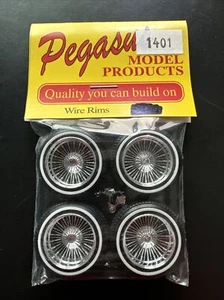 Pegasu
1401
MODEL
PRODUCTS
Quality you can build on
Wire Rims